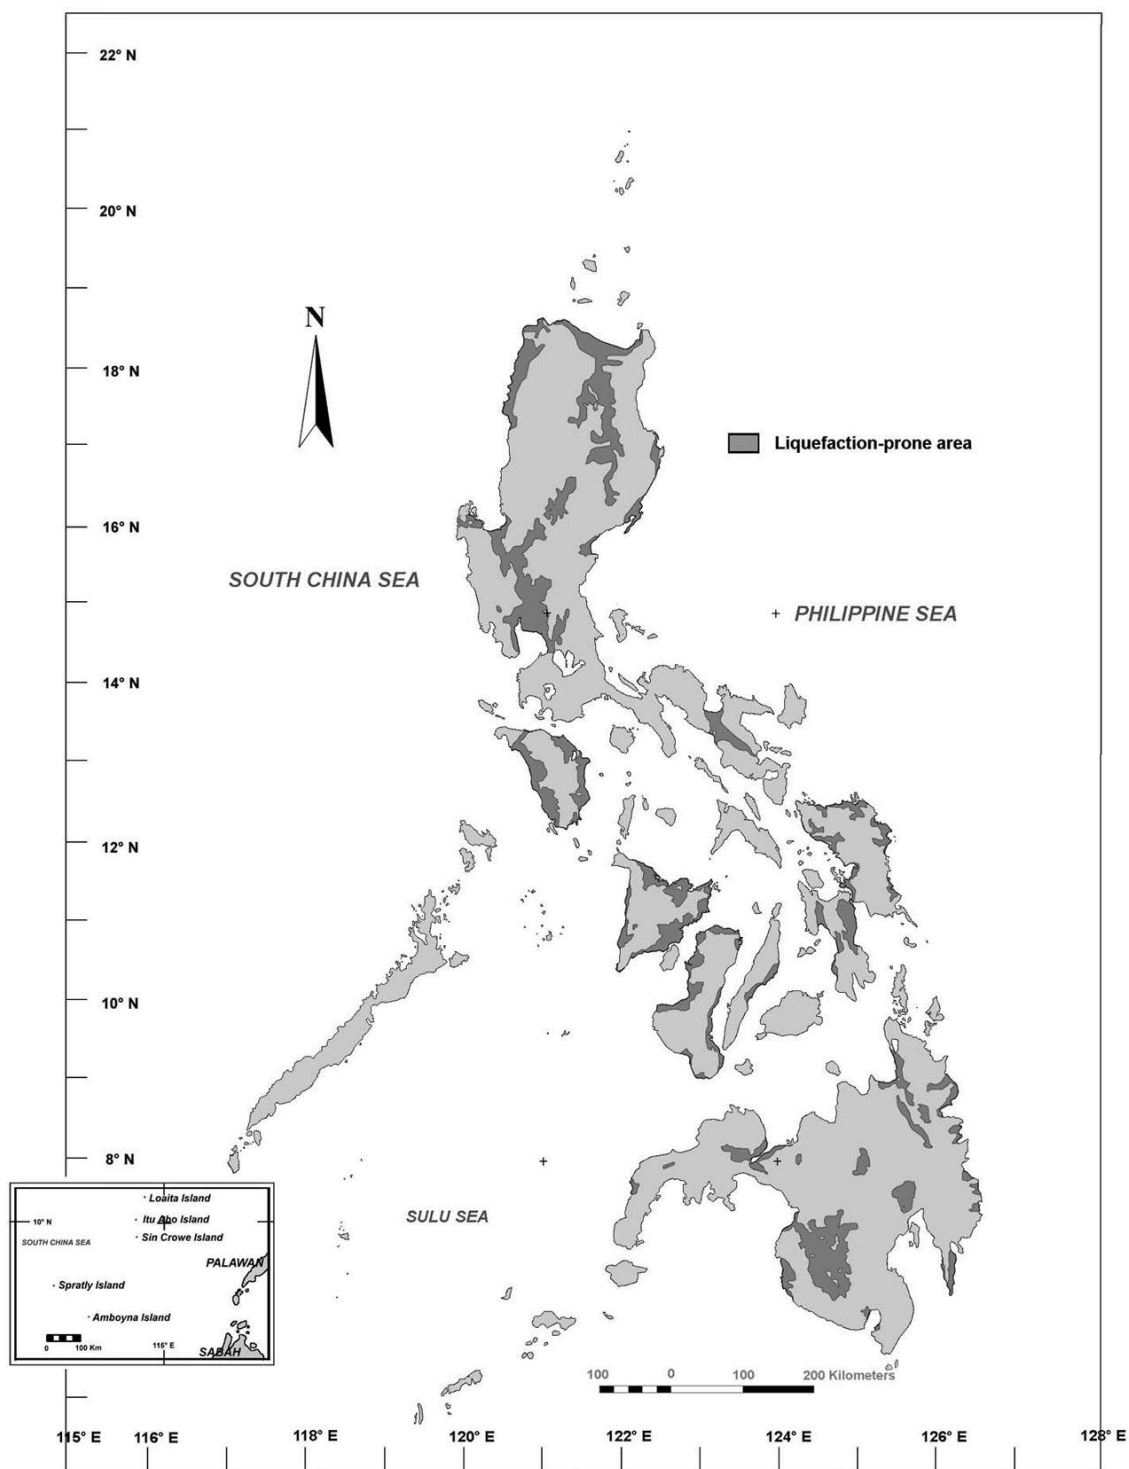 22° N
20° N
N
18° N
Liquefaction-prone area
16° N
SOUTH CHINA SEA
PHILIPPINE SEA
14° N
12° N
10° N
8° N
SULU SEA
Loaita Island
10° N
Itu Abo Island
SOUTH CHINA SEA
Sin Crowe Island
PALAWAN
Spratly Island
Amboyna Island
0 100 Km
115° E
SABAH
100 0 100 200 Kilometers
115° E 116° E 118° E 120° E 122° E 124° E 126° E 128° E